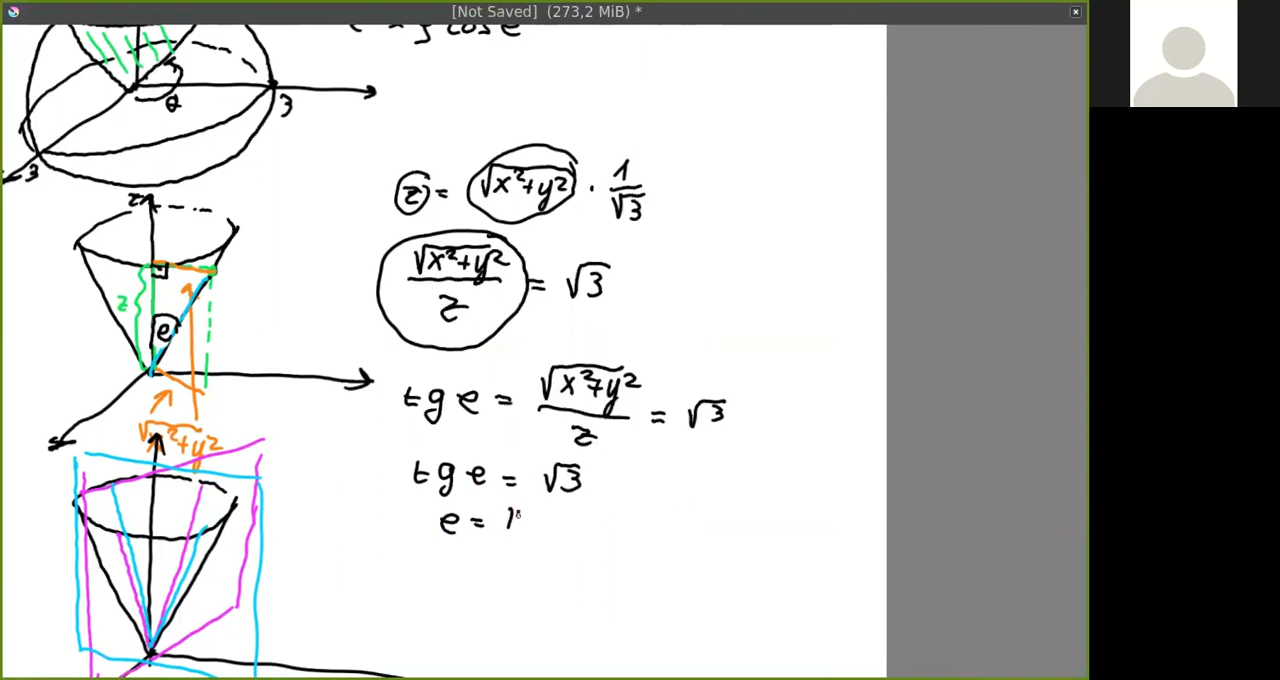 [Not Saved] (273,2 MiB) *
cos e
θ
3
3
z = √x²+y² · 1/√3
z
√x²+y²/z = √3
z
e
tg e = √x²+y²/z = √3
√x²+y²
tg e = √3
e =